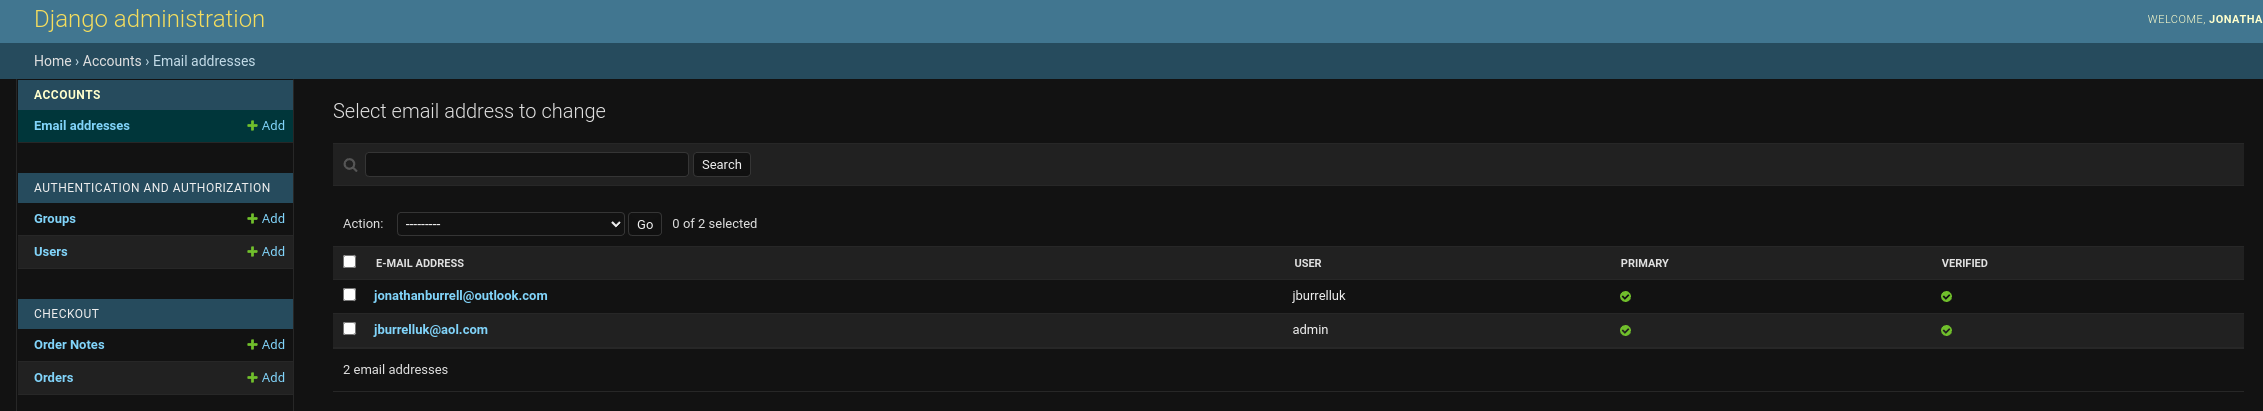 Django administration
WELCOME, JONATHA
Home › Accounts › Email addresses
ACCOUNTS
Email addresses + Add
AUTHENTICATION AND AUTHORIZATION
Groups + Add
Users + Add
CHECKOUT
Order Notes + Add
Orders + Add
Select email address to change
Search
Action: --------- Go 0 of 2 selected
E-MAIL ADDRESS USER PRIMARY VERIFIED
jonathanburrell@outlook.com jburrelluk
jburrelluk@aol.com admin
2 email addresses